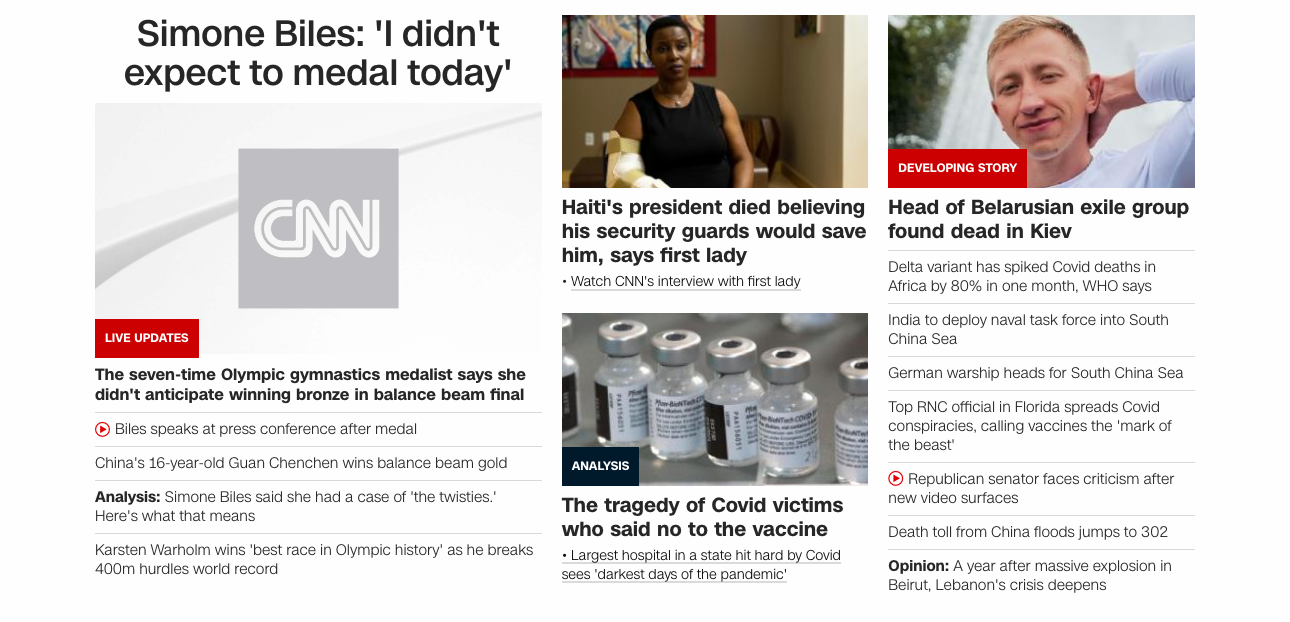 Simone Biles: 'I didn't
expect to medal today'
CNN
LIVE UPDATES
The seven-time Olympic gymnastics medalist says she
didn't anticipate winning bronze in balance beam final
Biles speaks at press conference after medal
China's 16-year-old Guan Chenchen wins balance beam gold
Analysis: Simone Biles said she had a case of 'the twisties.'
Here's what that means
Karsten Warholm wins 'best race in Olympic history' as he breaks
400m hurdles world record
Haiti's president died believing
his security guards would save
him, says first lady
• Watch CNN's interview with first lady
ANALYSIS
The tragedy of Covid victims
who said no to the vaccine
• Largest hospital in a state hit hard by Covid
sees 'darkest days of the pandemic'
DEVELOPING STORY
Head of Belarusian exile group
found dead in Kiev
Delta variant has spiked Covid deaths in
Africa by 80% in one month, WHO says
India to deploy naval task force into South
China Sea
German warship heads for South China Sea
Top RNC official in Florida spreads Covid
conspiracies, calling vaccines the 'mark of
the beast'
Republican senator faces criticism after
new video surfaces
Death toll from China floods jumps to 302
Opinion: A year after massive explosion in
Beirut, Lebanon's crisis deepens